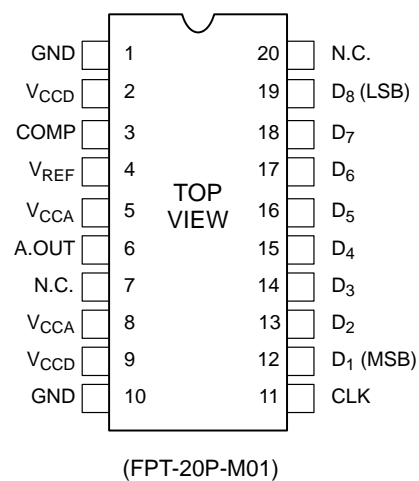 GND 1 20 N.C.
VCCD 2 19 D8 (LSB)
COMP 3 18 D7
VREF 4 17 D6
TOP
VIEW
VCCA 5 16 D5
A.OUT 6 15 D4
N.C. 7 14 D3
VCCA 8 13 D2
VCCD 9 12 D1 (MSB)
GND 10 11 CLK
(FPT-20P-M01)